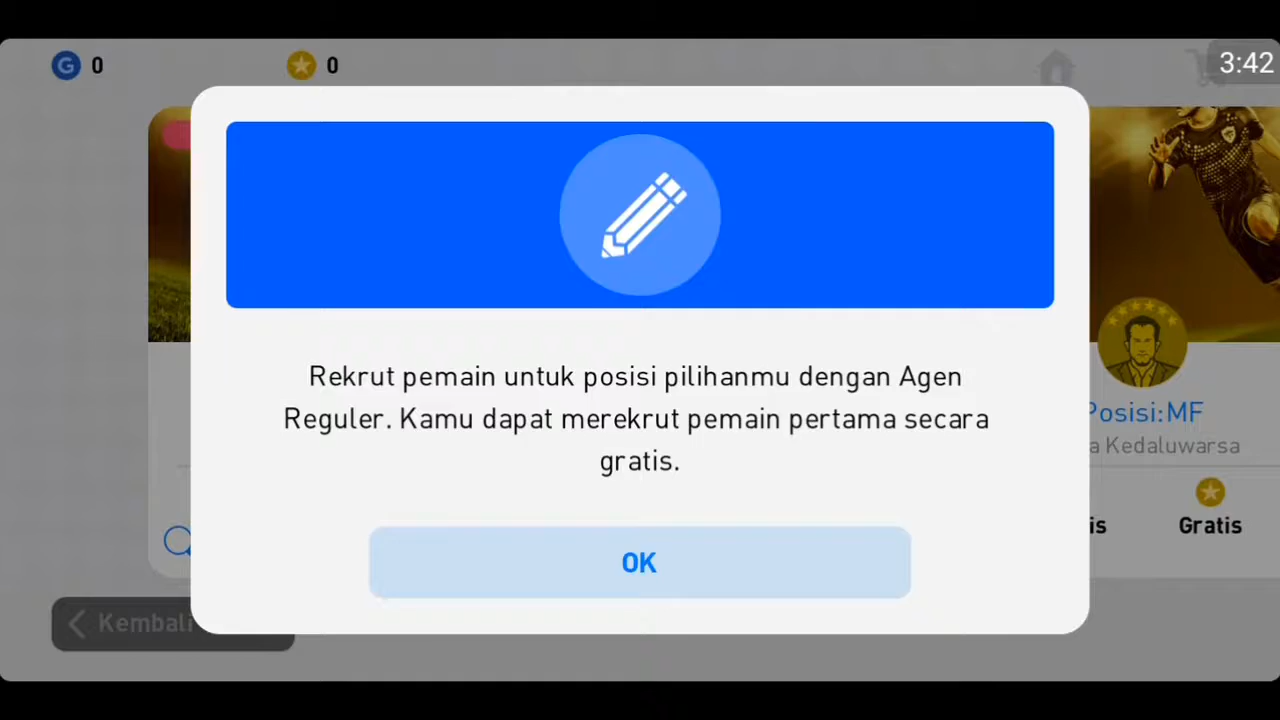 G 0
0
3:42
Rekrut pemain untuk posisi pilihanmu dengan Agen
Reguler. Kamu dapat merekrut pemain pertama secara
gratis.
OK
Posisi:MF
a Kedaluwarsa
is
Gratis
Kembali